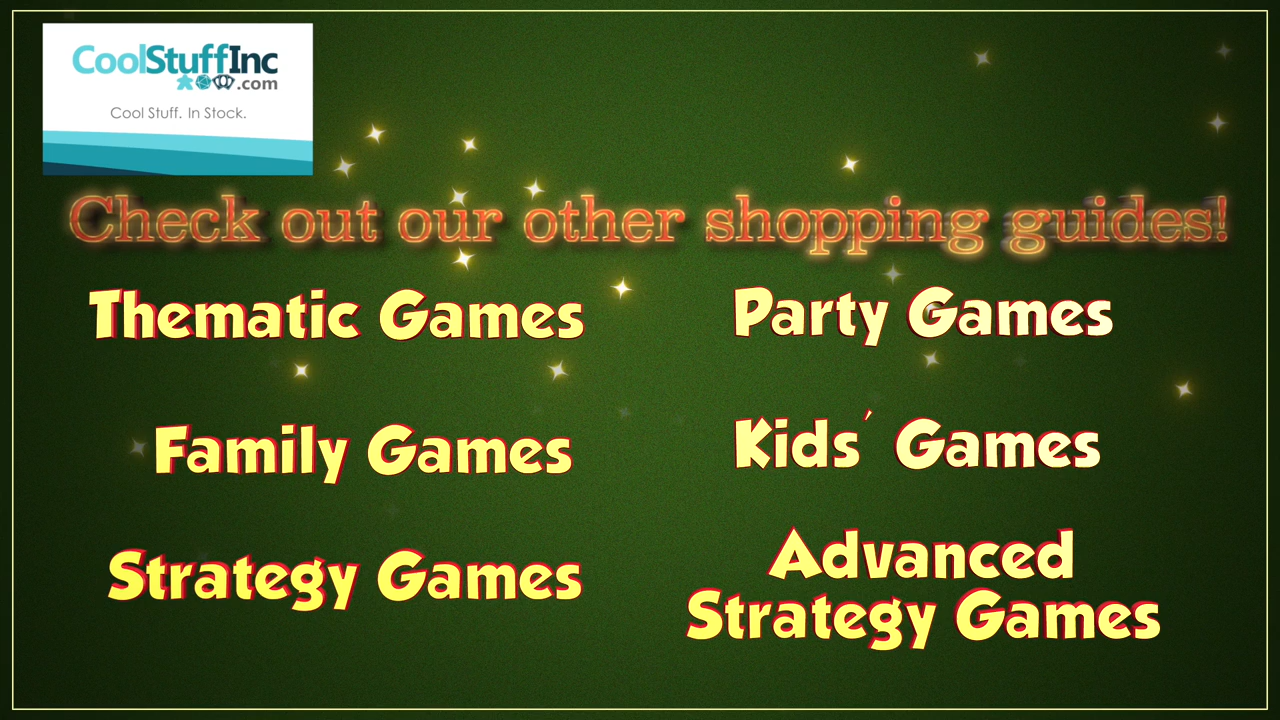 CoolStuffInc
.com
Cool Stuff. In Stock.
Check out our other shopping guides!
Thematic Games
Party Games
Family Games
Kids' Games
Strategy Games
Advanced
Strategy Games